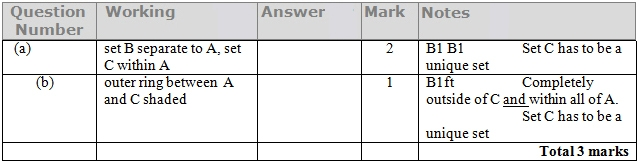 Question Number Working Answer Mark Notes
(a) set B separate to A, set C within A 2 B1 B1 Set C has to be a unique set
(b) outer ring between A and C shaded 1 B1ft Completely outside of C and within all of A. Set C has to be a unique set
Total 3 marks